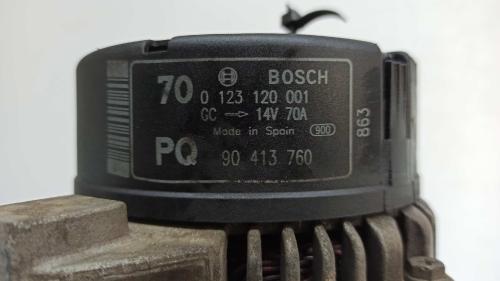 70 BOSCH
0 123 120 001
GC → 14V 70A
Made in Spain 900
PQ 90 413 760
863